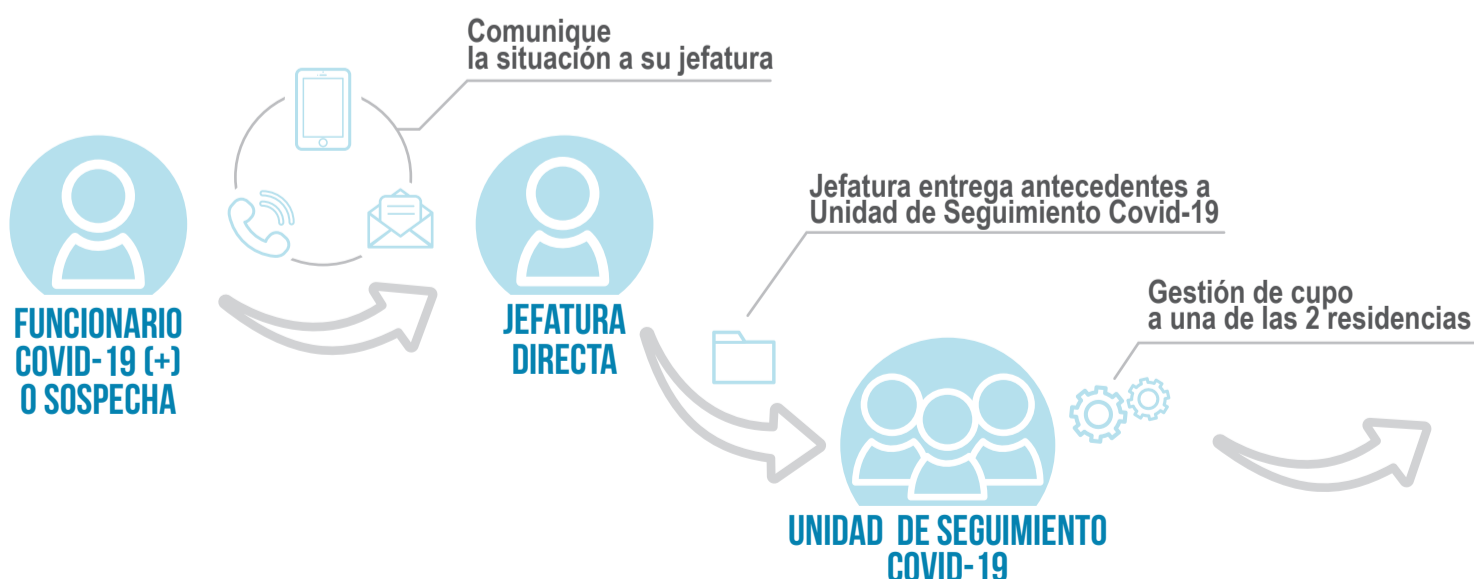 Comunique
la situación a su jefatura
FUNCIONARIO
COVID-19 (+)
O SOSPECHA
JEFATURA
DIRECTA
Jefatura entrega antecedentes a
Unidad de Seguimiento Covid-19
UNIDAD DE SEGUIMIENTO
COVID-19
Gestión de cupo
a una de las 2 residencias